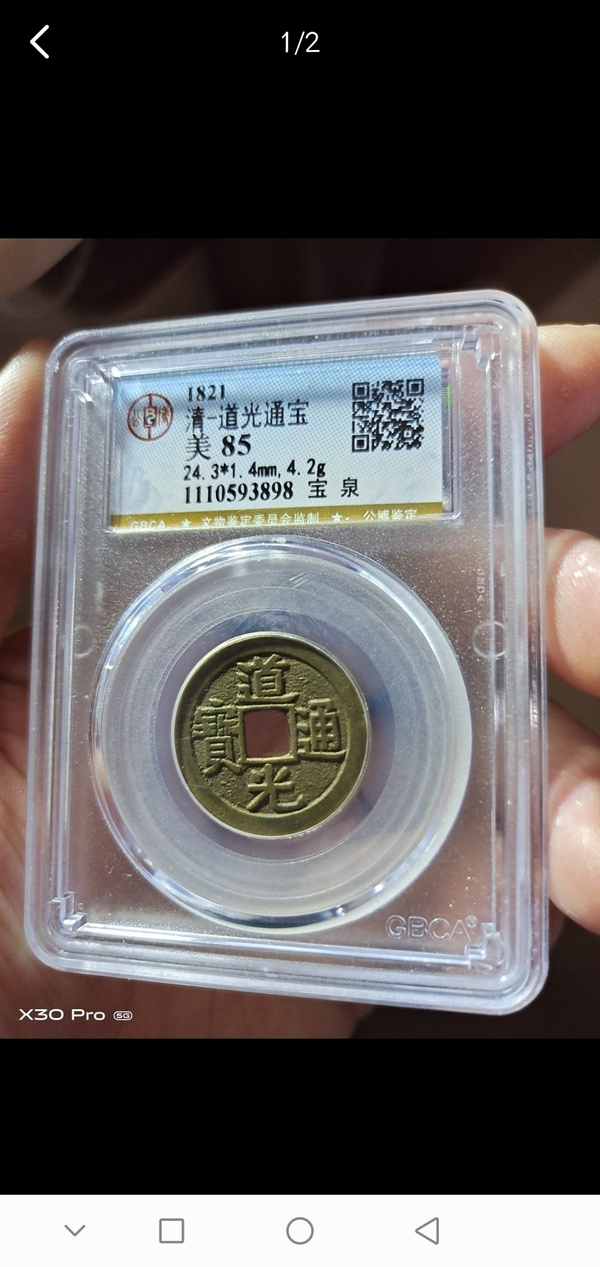 1/2
1821
清-道光通宝
美 85
24.3*1.4mm, 4.2g
1110593898 宝 泉
GBCA ★ 文物鉴定委员会监制 ★· 公博鉴定
道
寶 通
光
GBCA
X30 Pro 5G